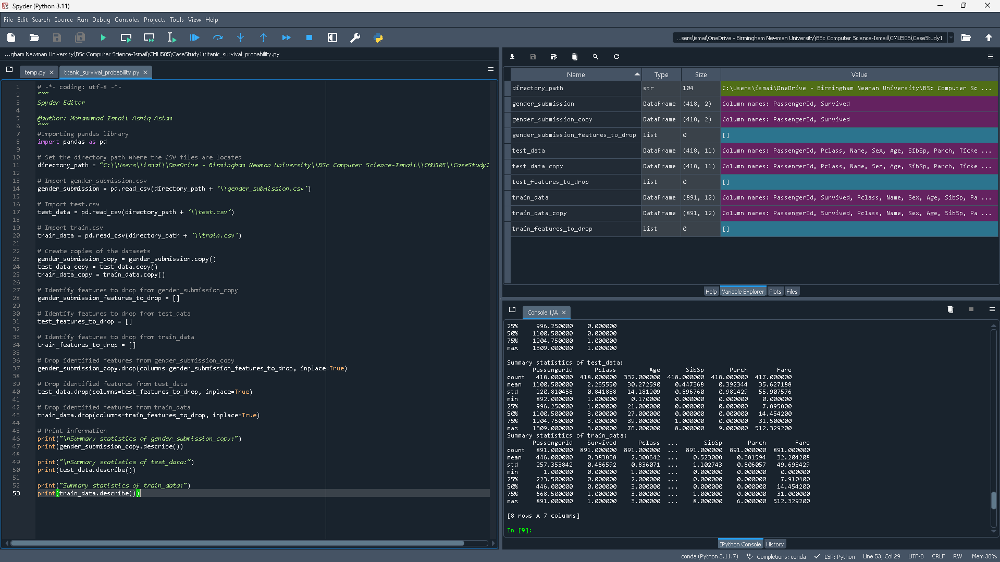 Spyder (Python 3.11)
File Edit Search Source Run Debug Consoles Projects Tools View Help
...sers\ismai\OneDrive - Birmingham Newman University\BSc Computer Science-Ismail\CMU505\CaseStudy1
...gham Newman University\BSc Computer Science-Ismail\CMU505\CaseStudy1\titanic_survival_probability.py
temp.py
titanic_survival_probability.py
1 # -*- coding: utf-8 -*-
2 """
3 Spyder Editor
4
5 @author: Mohammmad Ismail Ashiq Aslam
6 """
7 #Importing pandas library
8 import pandas as pd
9
10 # Set the directory path where the CSV files are located
11 directory_path = "C:\\Users\\ismai\\OneDrive - Birmingham Newman University\\BSc Computer Science-Ismail\\CMU505\\CaseStudy1
12
13 # Import gender_submission.csv
14 gender_submission = pd.read_csv(directory_path + '\\gender_submission.csv')
15
16 # Import test.csv
17 test_data = pd.read_csv(directory_path + '\\test.csv')
18
19 # Import train.csv
20 train_data = pd.read_csv(directory_path + '\\train.csv')
21
22 # Create copies of the datasets
23 gender_submission_copy = gender_submission.copy()
24 test_data_copy = test_data.copy()
25 train_data_copy = train_data.copy()
26
27 # Identify features to drop from gender_submission_copy
28 gender_submission_features_to_drop = []
29
30 # Identify features to drop from test_data
31 test_features_to_drop = []
32
33 # Identify features to drop from train_data
34 train_features_to_drop = []
35
36 # Drop identified features from gender_submission_copy
37 gender_submission_copy.drop(columns=gender_submission_features_to_drop, inplace=True)
38
39 # Drop identified features from test_data
40 test_data.drop(columns=test_features_to_drop, inplace=True)
41
42 # Drop identified features from train_data
43 train_data.drop(columns=train_features_to_drop, inplace=True)
44
45 # Print information
46 print("\nSummary statistics of gender_submission_copy:")
47 print(gender_submission_copy.describe())
48
49 print("\nSummary statistics of test_data:")
50 print(test_data.describe())
51
52 print("Summary statistics of train_data:")
53 print(train_data.describe())
Name Type Size Value
directory_path str 104 C:\Users\ismai\OneDrive - Birmingham Newman University\BSc Computer Sc ...
gender_submission DataFrame (418, 2) Column names: PassengerId, Survived
gender_submission_copy DataFrame (418, 2) Column names: PassengerId, Survived
gender_submission_features_to_drop list 0 []
test_data DataFrame (418, 11) Column names: PassengerId, Pclass, Name, Sex, Age, SibSp, Parch, Ticke ...
test_data_copy DataFrame (418, 11) Column names: PassengerId, Pclass, Name, Sex, Age, SibSp, Parch, Ticke ...
test_features_to_drop list 0 []
train_data DataFrame (891, 12) Column names: PassengerId, Survived, Pclass, Name, Sex, Age, SibSp, Pa ...
train_data_copy DataFrame (891, 12) Column names: PassengerId, Survived, Pclass, Name, Sex, Age, SibSp, Pa ...
train_features_to_drop list 0 []
Help Variable Explorer Plots Files
Console 1/A
25% 996.250000 0.000000
50% 1100.500000 0.000000
75% 1204.750000 1.000000
max 1309.000000 1.000000
Summary statistics of test_data:
PassengerId Pclass Age SibSp Parch Fare
count 418.000000 418.000000 332.000000 418.000000 418.000000 417.000000
mean 1100.500000 2.265550 30.272590 0.447368 0.392344 35.627188
std 120.810458 0.841838 14.181209 0.896760 0.981429 55.907576
min 892.000000 1.000000 0.170000 0.000000 0.000000 0.000000
25% 996.250000 1.000000 21.000000 0.000000 0.000000 7.895800
50% 1100.500000 3.000000 27.000000 0.000000 0.000000 14.454200
75% 1204.750000 3.000000 39.000000 1.000000 0.000000 31.500000
max 1309.000000 3.000000 76.000000 8.000000 9.000000 512.329200
Summary statistics of train_data:
PassengerId Survived Pclass ... SibSp Parch Fare
count 891.000000 891.000000 891.000000 ... 891.000000 891.000000 891.000000
mean 446.000000 0.383838 2.308642 ... 0.523008 0.381594 32.204208
std 257.353842 0.486592 0.836071 ... 1.102743 0.806057 49.693429
min 1.000000 0.000000 1.000000 ... 0.000000 0.000000 0.000000
25% 223.500000 0.000000 2.000000 ... 0.000000 0.000000 7.910400
50% 446.000000 0.000000 3.000000 ... 0.000000 0.000000 14.454200
75% 668.500000 1.000000 3.000000 ... 1.000000 0.000000 31.000000
max 891.000000 1.000000 3.000000 ... 8.000000 6.000000 512.329200
[8 rows x 7 columns]
In [9]:
IPython Console History
conda (Python 3.11.7) Completions: conda LSP: Python Line 53, Col 29 UTF-8 CRLF RW Mem 38%